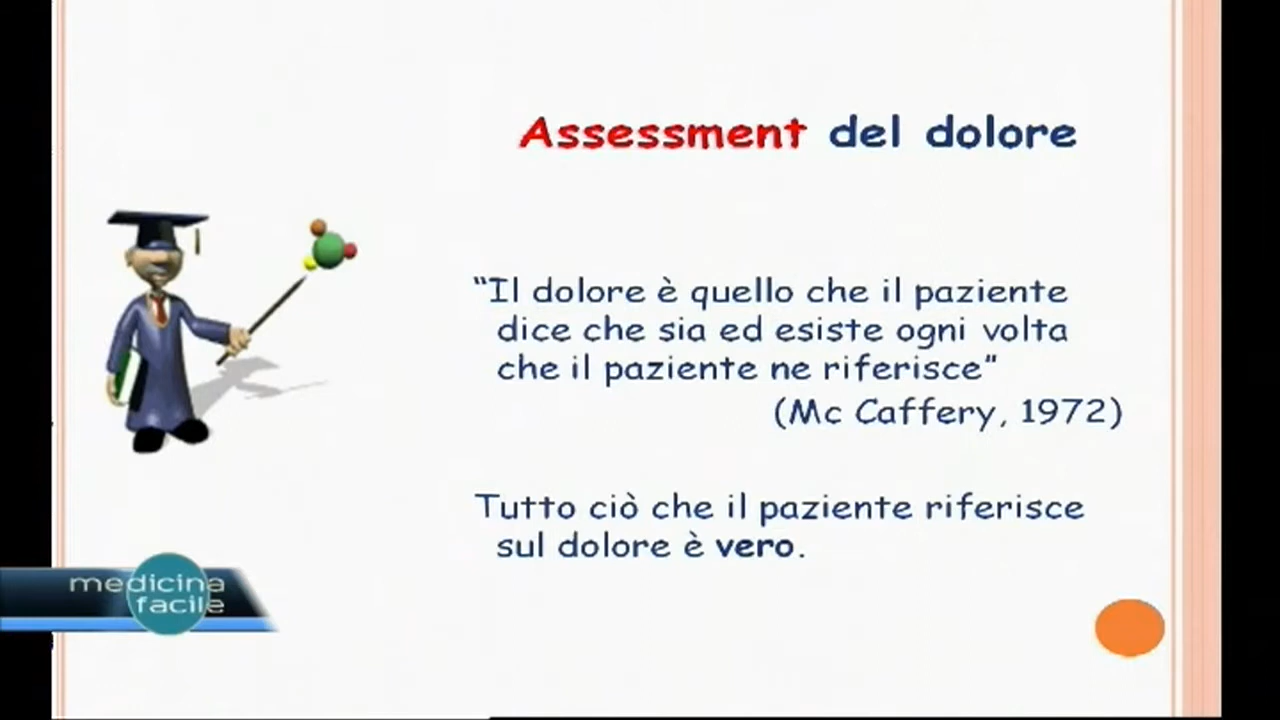 Assessment del dolore
“Il dolore è quello che il paziente
dice che sia ed esiste ogni volta
che il paziente ne riferisce”
(Mc Caffery, 1972)
Tutto ciò che il paziente riferisce
sul dolore è vero.
medicina
facile